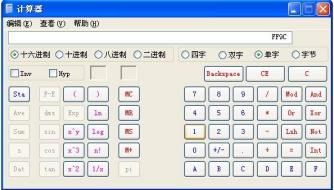 计算器
编辑(E) 查看(V) 帮助(H)
FF9C
十六进制 十进制 八进制 二进制 四字 双字 单字 字节
Inv Hyp Backspace CE C
Sta F-E ( ) MC 7 8 9 / Mod And
Ave dms Exp ln MR 4 5 6 * Or Xor
Sum sin x^y log MS 1 2 3 - Lsh Not
s cos x^3 n! M+ 0 +/- . + = Int
Dat tan x^2 1/x pi A B C D E F